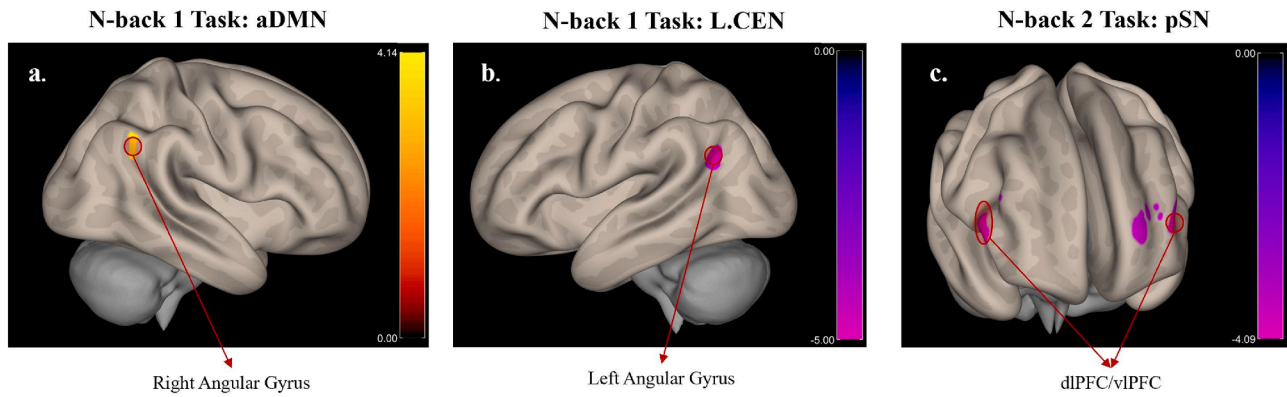 N-back 1 Task: aDMN
N-back 1 Task: L.CEN
N-back 2 Task: pSN
a.
4.14
0.00
b.
0.00
-5.00
c.
0.00
-4.09
Right Angular Gyrus
Left Angular Gyrus
dlPFC/vlPFC